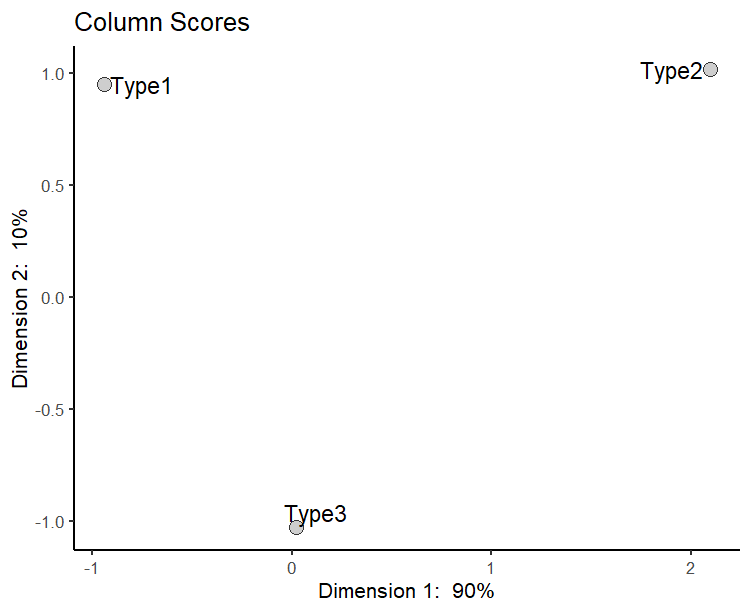 Column Scores
1.0
0.5
0.0
-0.5
-1.0
Dimension 2:  10%
Type1
Type2
Type3
-1
0
1
2
Dimension 1:  90%